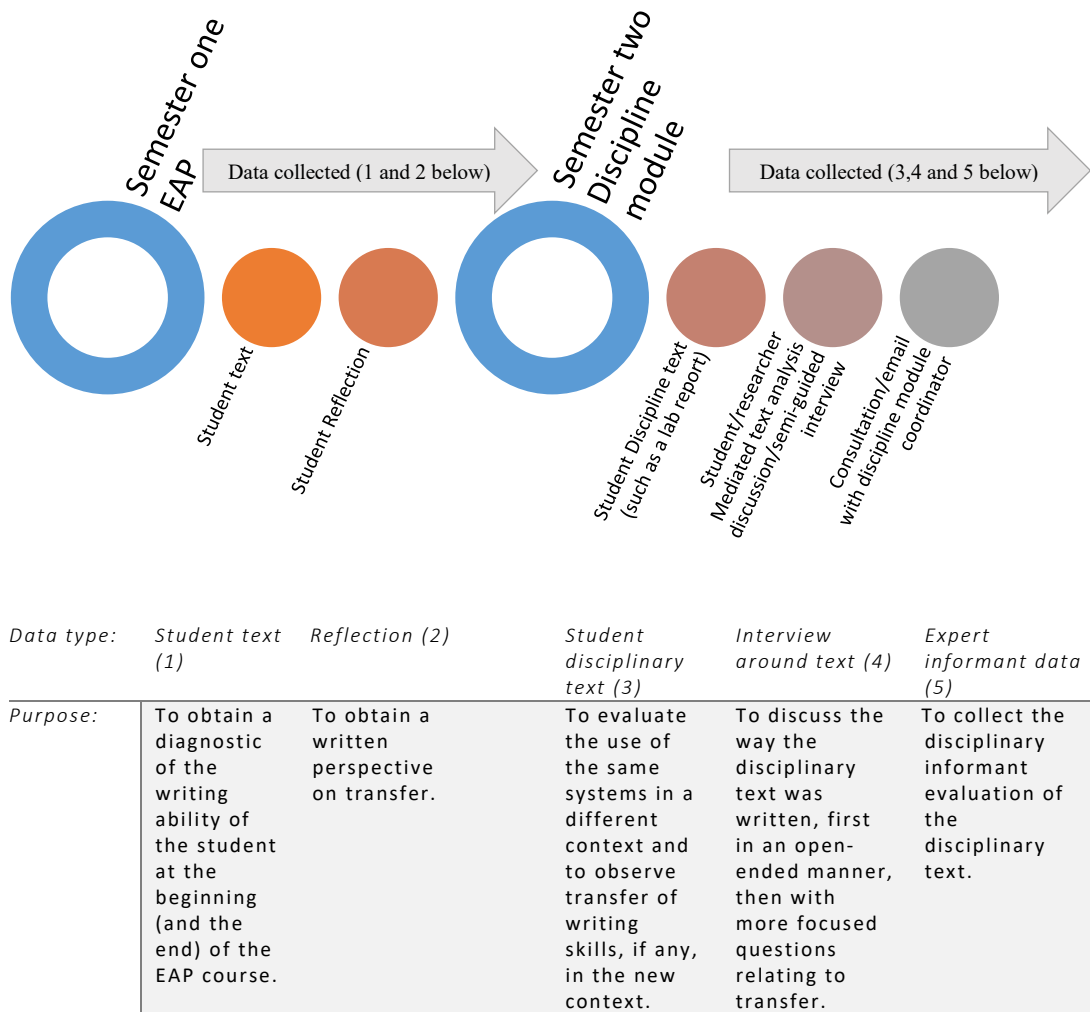 Semester one
EAP
Data collected (1 and 2 below)
Semester two
Discipline
module
Data collected (3,4 and 5 below)
Student text
Student Reflection
Student Discipline text
(such as a lab report)
Student/researcher
Mediated text analysis
discussion/semi-guided
interview
Consultation/email
with discipline module
coordinator
Data type:
Student text
(1)
Reflection (2)
Student
disciplinary
text (3)
Interview
around text (4)
Expert
informant data
(5)
Purpose:
To obtain a
diagnostic
of the
writing
ability of
the student
at the
beginning
(and the
end) of the
EAP course.
To obtain a
written
perspective
on transfer.
To evaluate
the use of
the same
systems in a
different
context and
to observe
transfer of
writing
skills, if any,
in the new
context.
To discuss the
way the
disciplinary
text was
written, first
in an open-
ended manner,
then with
more focused
questions
relating to
transfer.
To collect the
disciplinary
informant
evaluation of
the
disciplinary
text.